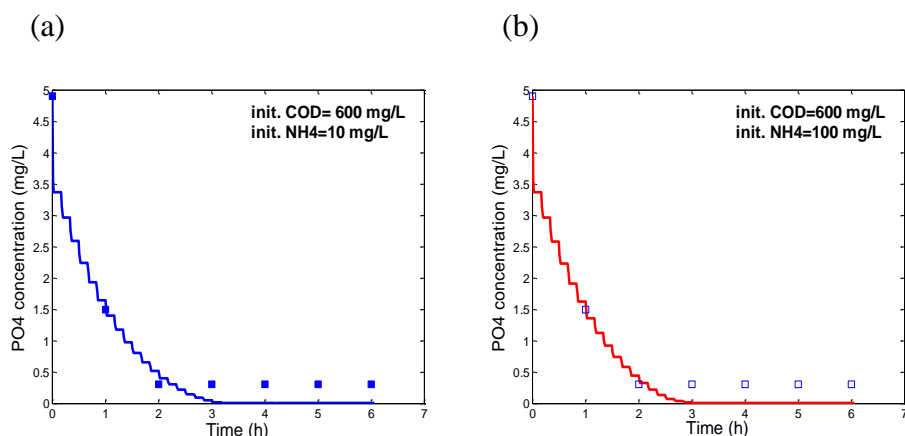 (a)
(b)
init. COD= 600 mg/L
init. NH4=10 mg/L
PO4 concentration (mg/L)
5
4.5
4
3.5
3
2.5
2
1.5
1
0.5
0
0 1 2 3 4 5 6 7
Time (h)
init. COD=600 mg/L
init. NH4=100 mg/L
PO4 concentration (mg/L)
5
4.5
4
3.5
3
2.5
2
1.5
1
0.5
0
0 1 2 3 4 5 6 7
Time (h)